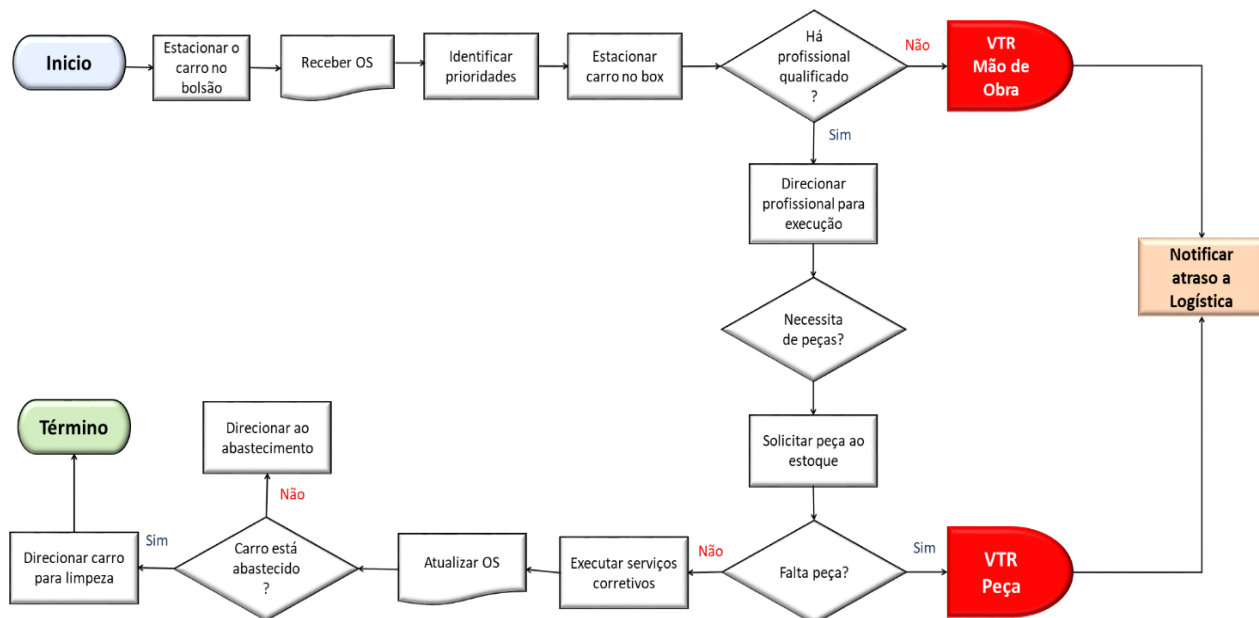 Inicio
Estacionar o
carro no
bolsão
Receber OS
Identificar
prioridades
Estacionar
carro no box
Há
profissional
qualificado
?
Não
VTR
Mão de
Obra
Sim
Direcionar
profissional para
execução
Notificar
atraso a
Logística
Necessita
de peças?
Solicitar peça ao
estoque
Falta peça?
Sim
VTR
Peça
Não
Executar serviços
corretivos
Atualizar OS
Carro está
abastecido
?
Não
Direcionar ao
abastecimento
Sim
Direcionar carro
para limpeza
Término